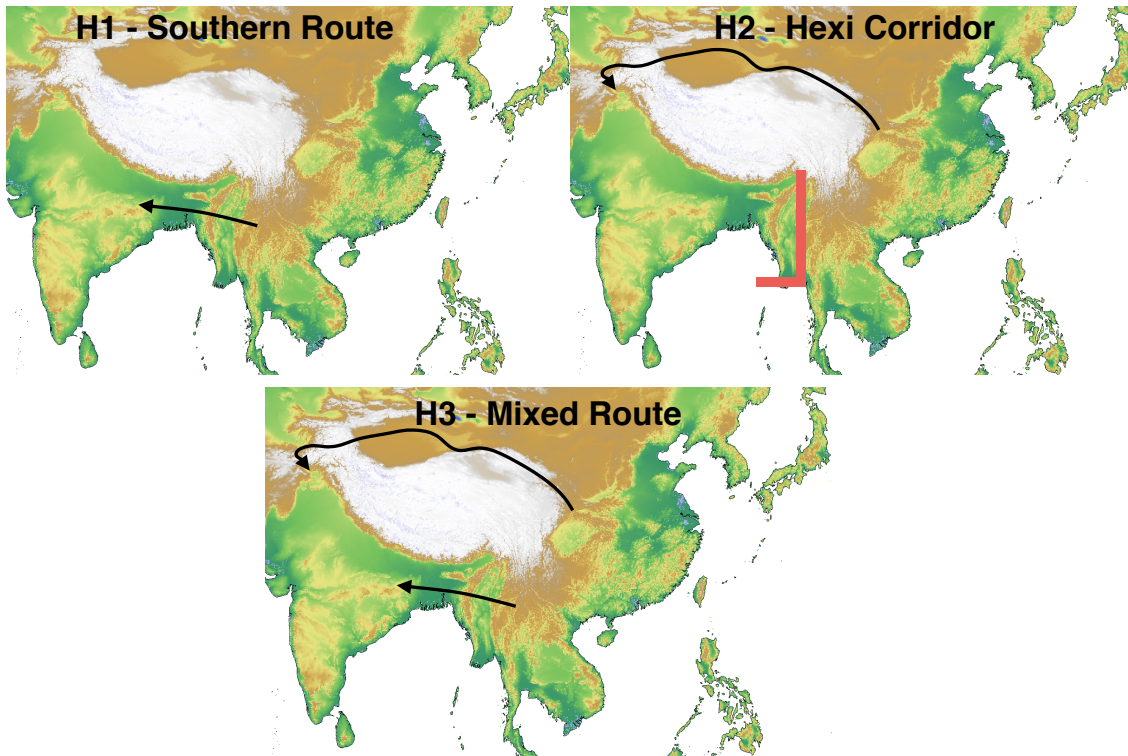 H1 - Southern Route
H2 - Hexi Corridor
H3 - Mixed Route